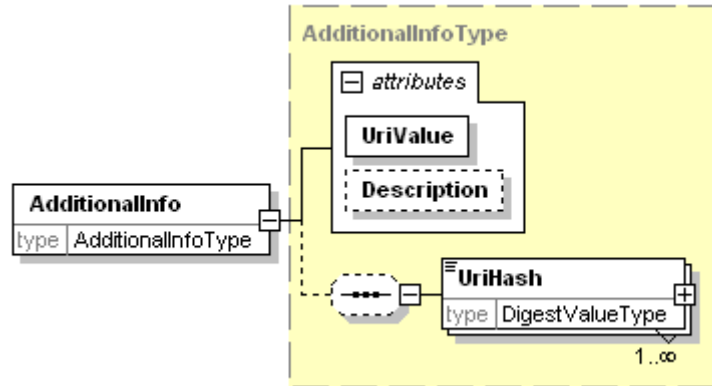 AdditionalInfoType
attributes
UriValue
Description
AdditionalInfo
type AdditionalInfoType
UriHash
type DigestValueType
1..∞